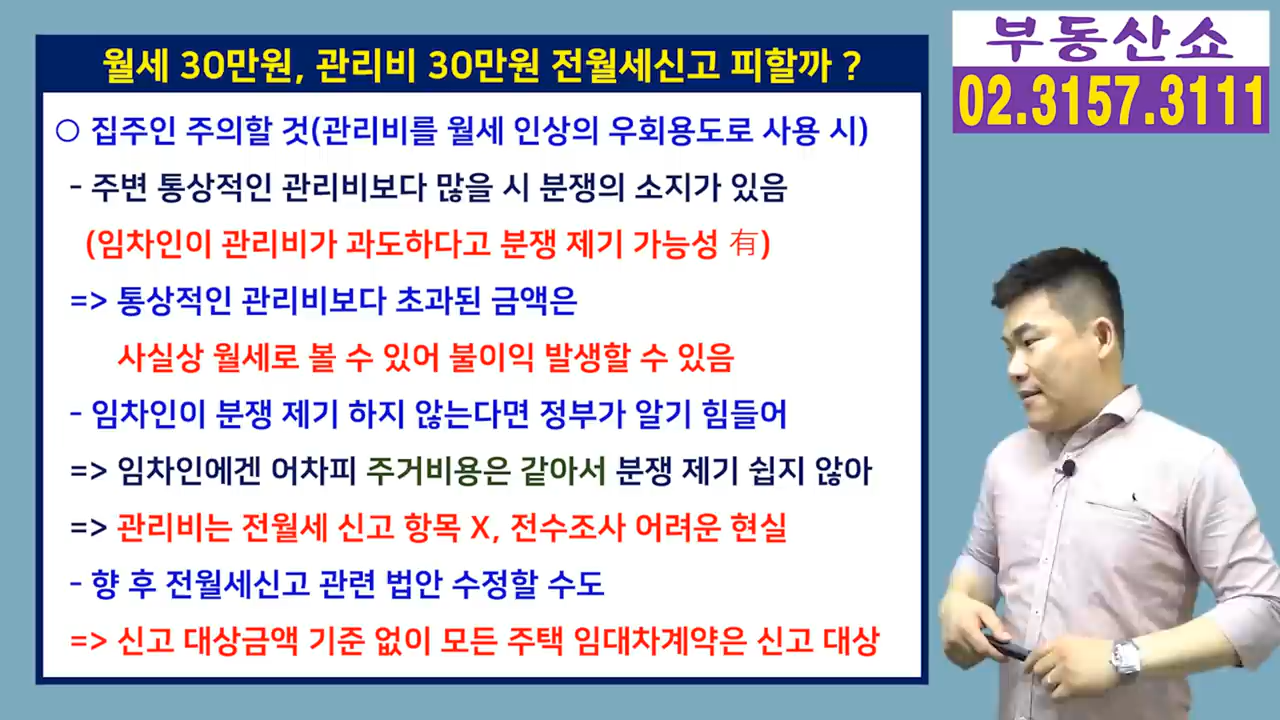 월세 30만원, 관리비 30만원 전월세신고 피할까 ?
○ 집주인 주의할 것(관리비를 월세 인상의 우회용도로 사용 시)
- 주변 통상적인 관리비보다 많을 시 분쟁의 소지가 있음
(임차인이 관리비가 과도하다고 분쟁 제기 가능성 有)
=> 통상적인 관리비보다 초과된 금액은
사실상 월세로 볼 수 있어 불이익 발생할 수 있음
- 임차인이 분쟁 제기 하지 않는다면 정부가 알기 힘들어
=> 임차인에겐 어차피 주거비용은 같아서 분쟁 제기 쉽지 않아
=> 관리비는 전월세 신고 항목 X, 전수조사 어려운 현실
- 향 후 전월세신고 관련 법안 수정할 수도
=> 신고 대상금액 기준 없이 모든 주택 임대차계약은 신고 대상
부동산쇼
02.3157.3111